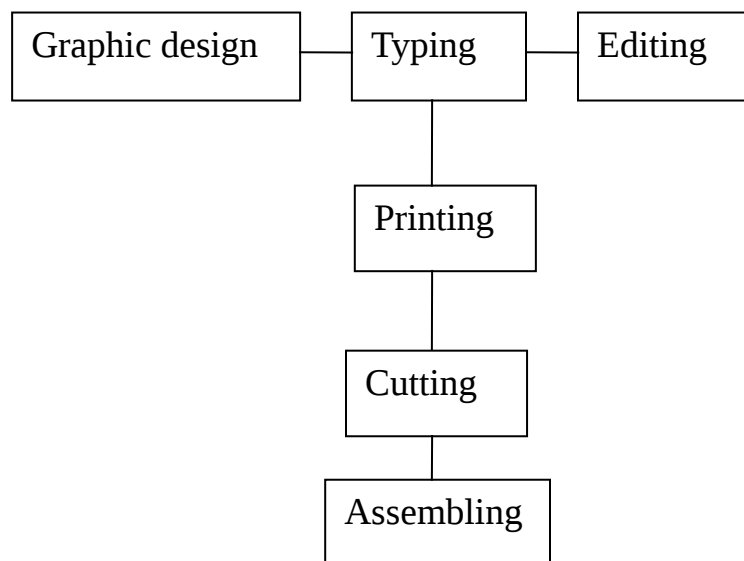 Graphic design
Typing
Editing
Printing
Cutting
Assembling